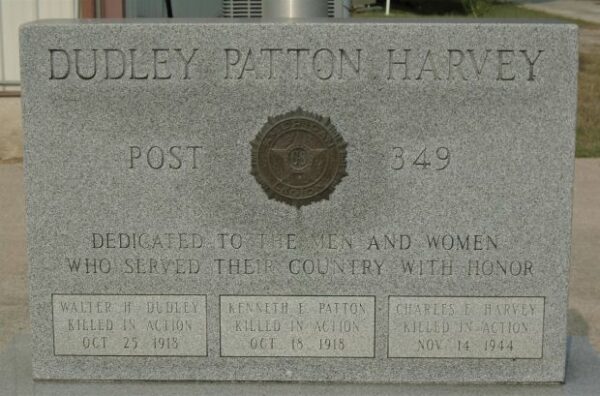 DUDLEY PATTON HARVEY
POST 349
DEDICATED TO THE MEN AND WOMEN
WHO SERVED THEIR COUNTRY WITH HONOR
WALTER H. DUDLEY
KILLED IN ACTION
OCT 25 1918
KENNETH E. PATTON
KILLED IN ACTION
OCT 18, 1918
CHARLES E. HARVEY
KILLED IN ACTION
NOV 14 1944